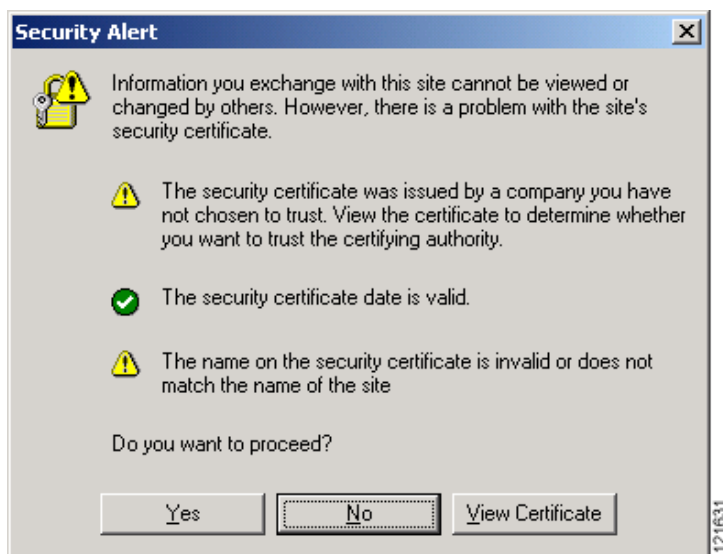 Security Alert
Information you exchange with this site cannot be viewed or
changed by others. However, there is a problem with the site's
security certificate.
The security certificate was issued by a company you have
not chosen to trust. View the certificate to determine whether
you want to trust the certifying authority.
The security certificate date is valid.
The name on the security certificate is invalid or does not
match the name of the site
Do you want to proceed?
Yes
No
View Certificate
121631